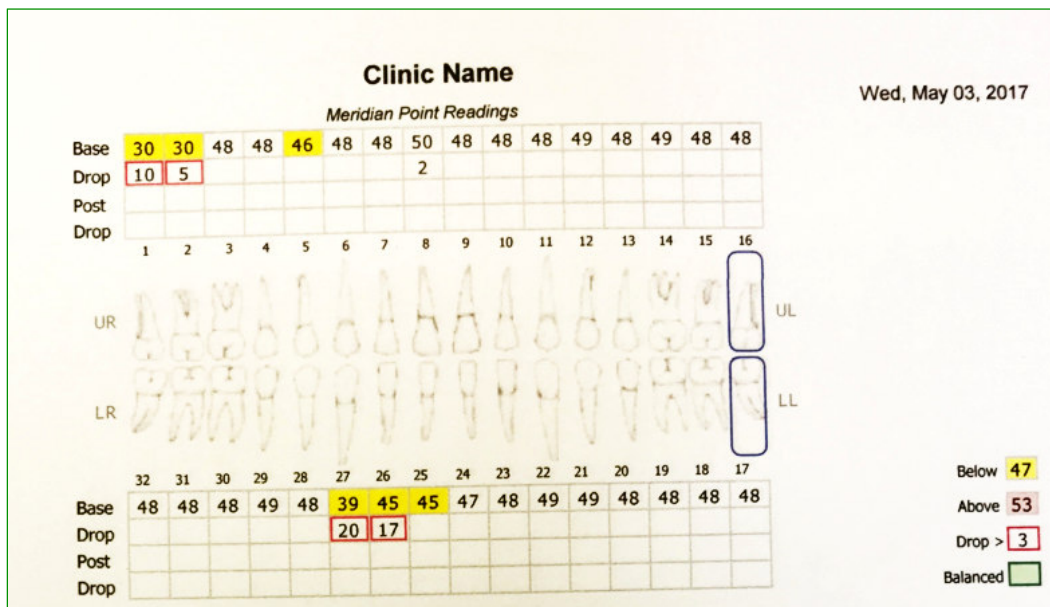 Clinic Name
Wed, May 03, 2017
Meridian Point Readings
Base 30 30 48 48 46 48 48 50 48 48 48 49 48 49 48 48
Drop 10 5 2
Post
Drop
1 2 3 4 5 6 7 8 9 10 11 12 13 14 15 16
UR UL
LR LL
32 31 30 29 28 27 26 25 24 23 22 21 20 19 18 17
Base 48 48 48 49 48 39 45 45 47 48 49 49 48 48 48 48
Drop 20 17
Post
Drop
Below 47
Above 53
Drop > 3
Balanced